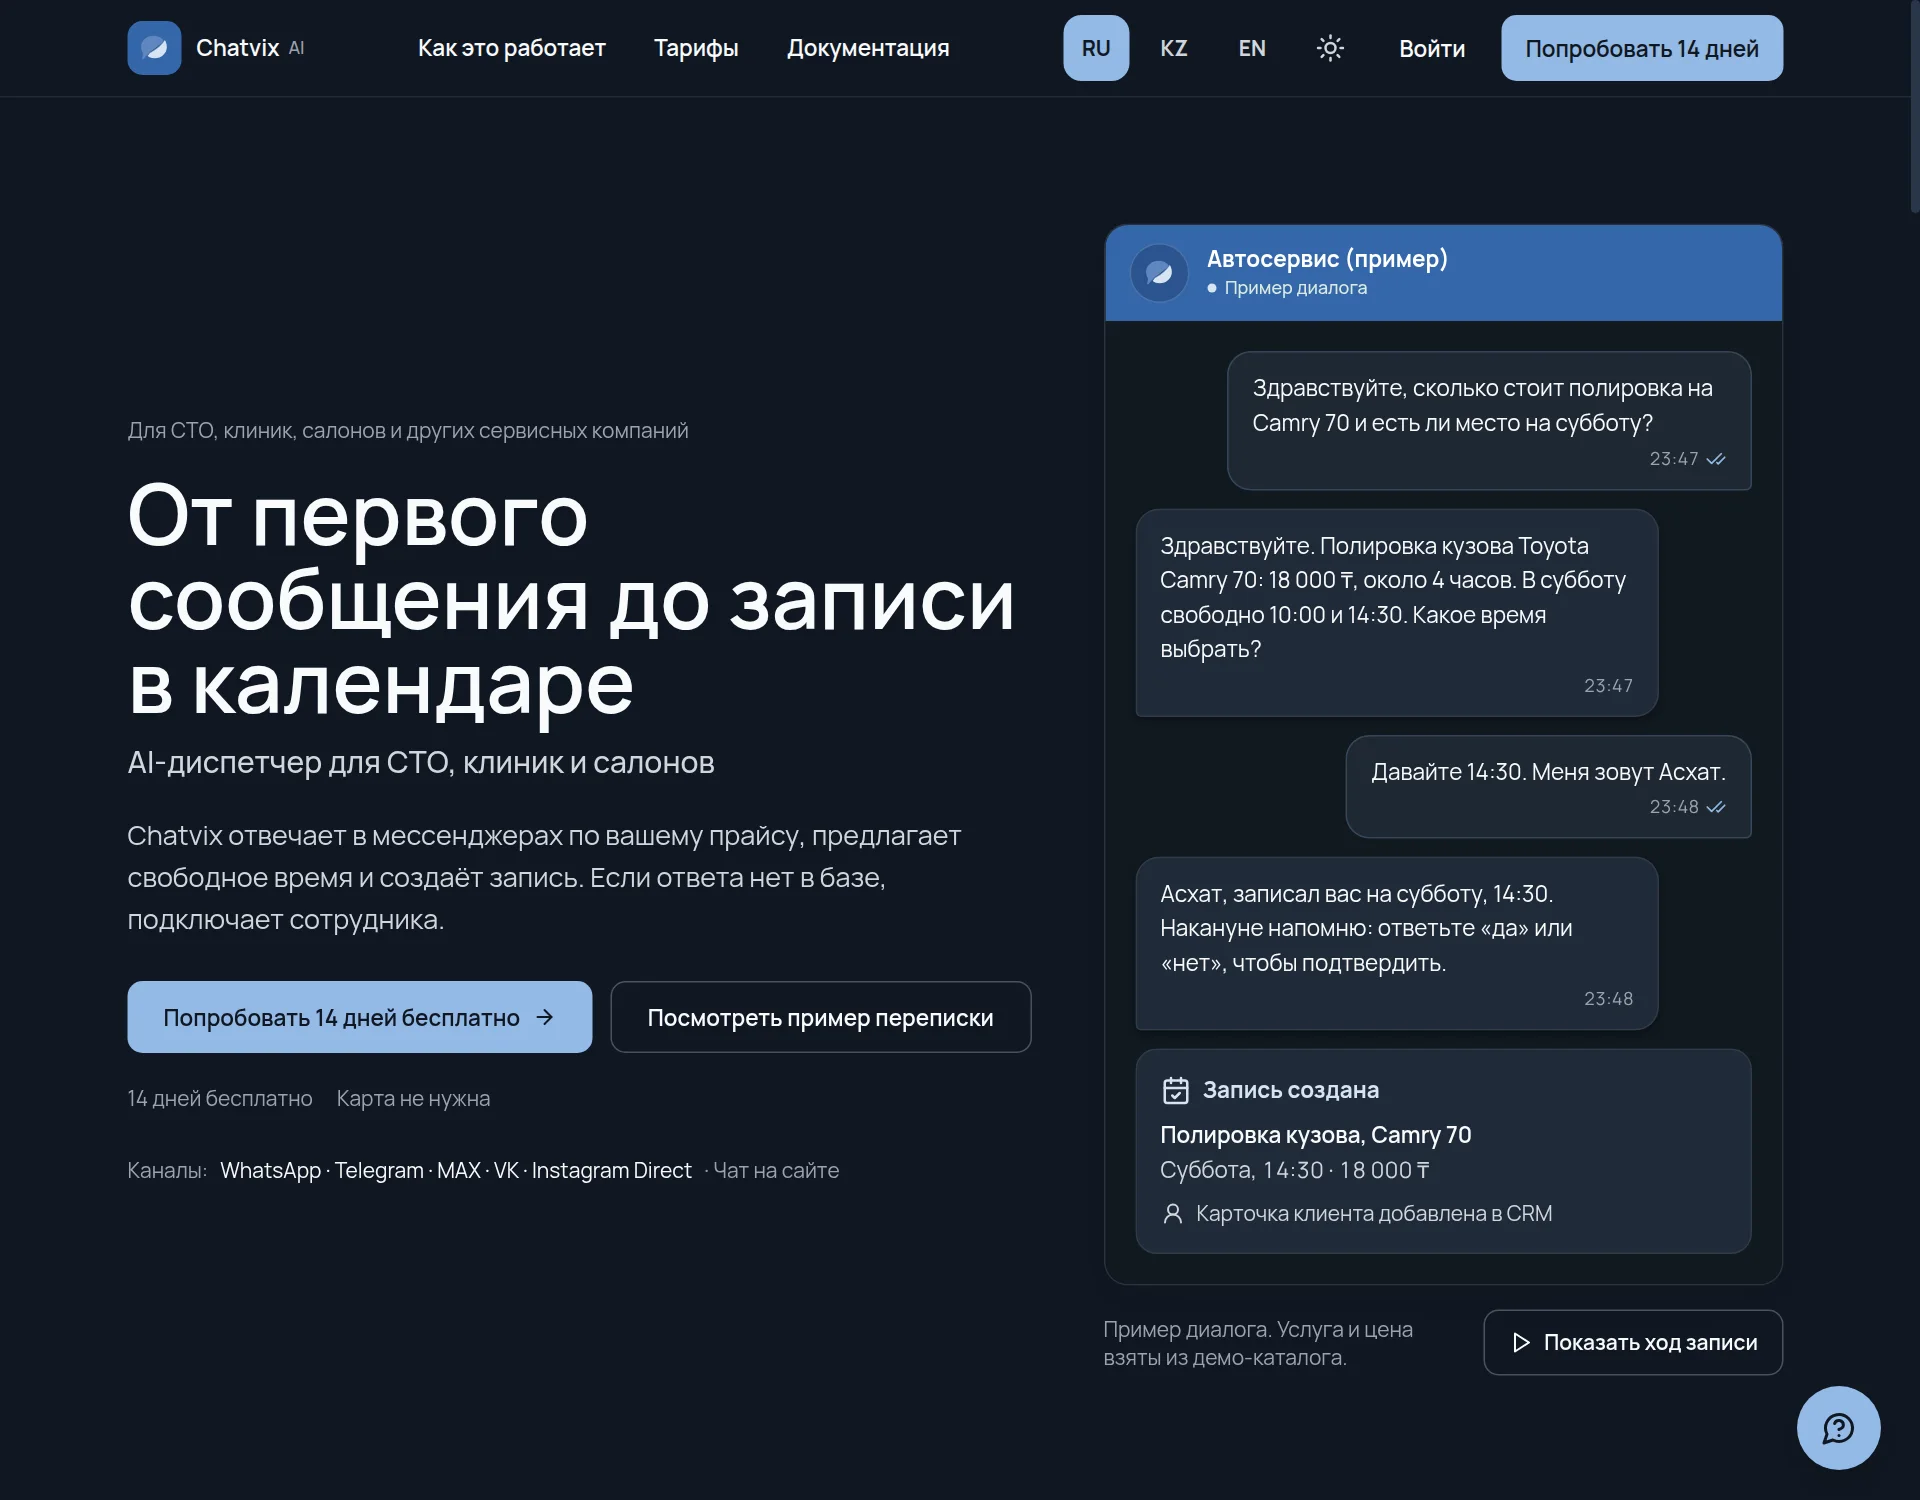 Chatvix AI
Как это работает
Тарифы
Документация
RU
KZ
EN
Войти
Попробовать 14 дней
Для СТО, клиник, салонов и других сервисных компаний
От первого
сообщения до записи
в календаре
AI-диспетчер для СТО, клиник и салонов
Chatvix отвечает в мессенджерах по вашему прайсу, предлагает
свободное время и создаёт запись. Если ответа нет в базе,
подключает сотрудника.
Попробовать 14 дней бесплатно
Посмотреть пример переписки
14 дней бесплатно
Карта не нужна
Каналы: WhatsApp · Telegram · MAX · VK · Instagram Direct · Чат на сайте
Автосервис (пример)
Пример диалога
Здравствуйте, сколько стоит полировка на
Camry 70 и есть ли место на субботу?
23:47
Здравствуйте. Полировка кузова Toyota
Camry 70: 18 000 ₸, около 4 часов. В субботу
свободно 10:00 и 14:30. Какое время
выбрать?
23:47
Давайте 14:30. Меня зовут Асхат.
23:48
Асхат, записал вас на субботу, 14:30.
Накануне напомню: ответьте «да» или
«нет», чтобы подтвердить.
23:48
Запись создана
Полировка кузова, Camry 70
Суббота, 14:30 · 18 000 ₸
Карточка клиента добавлена в CRM
Пример диалога. Услуга и цена
взяты из демо-каталога.
Показать ход записи